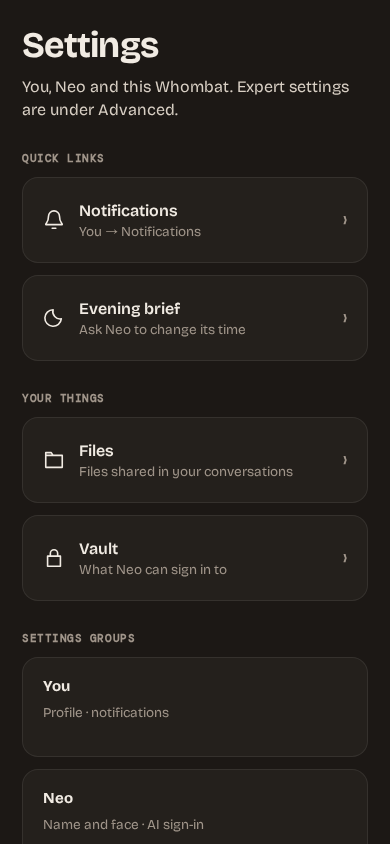 Settings
You, Neo and this Whombat. Expert settings
are under Advanced.
QUICK LINKS
Notifications
You → Notifications
Evening brief
Ask Neo to change its time
YOUR THINGS
Files
Files shared in your conversations
Vault
What Neo can sign in to
SETTINGS GROUPS
You
Profile · notifications
Neo
Name and face · AI sign-in